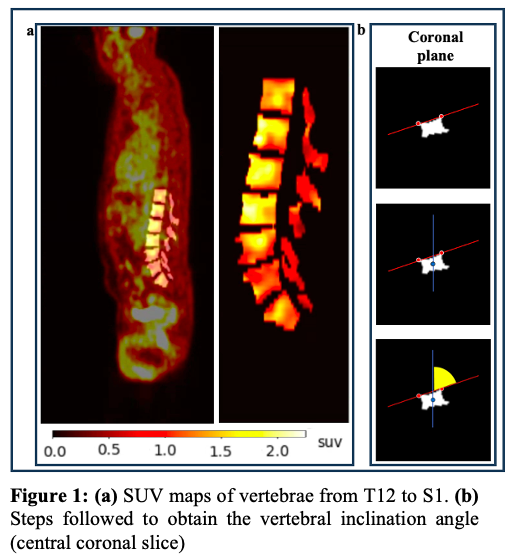 a
b
Coronal
plane
0.0 0.5 1.0 1.5 2.0 suv
Figure 1: (a) SUV maps of vertebrae from T12 to S1. (b)
Steps followed to obtain the vertebral inclination angle
(central coronal slice)